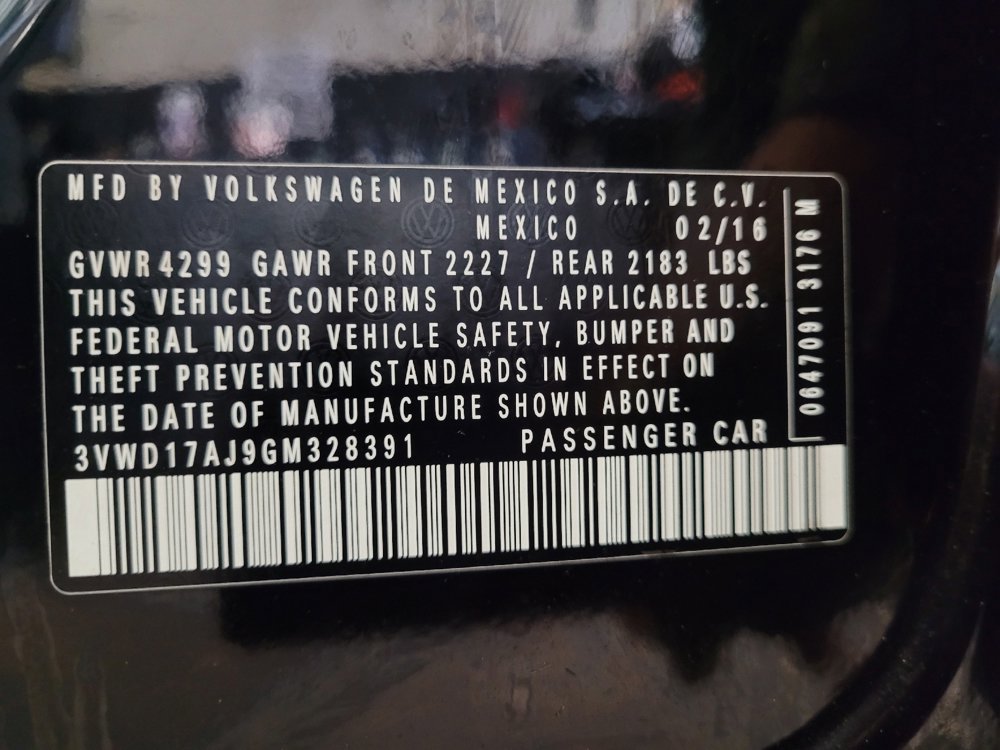 MFD BY VOLKSWAGEN DE MEXICO S.A. DE C.V.
MEXICO 02/16
GVWR 4299 GAWR FRONT 2227 / REAR 2183 LBS
THIS VEHICLE CONFORMS TO ALL APPLICABLE U.S.
FEDERAL MOTOR VEHICLE SAFETY, BUMPER AND
THEFT PREVENTION STANDARDS IN EFFECT ON
THE DATE OF MANUFACTURE SHOWN ABOVE.
3VWD17AJ9GM328391 PASSENGER CAR
0647091 3176 M